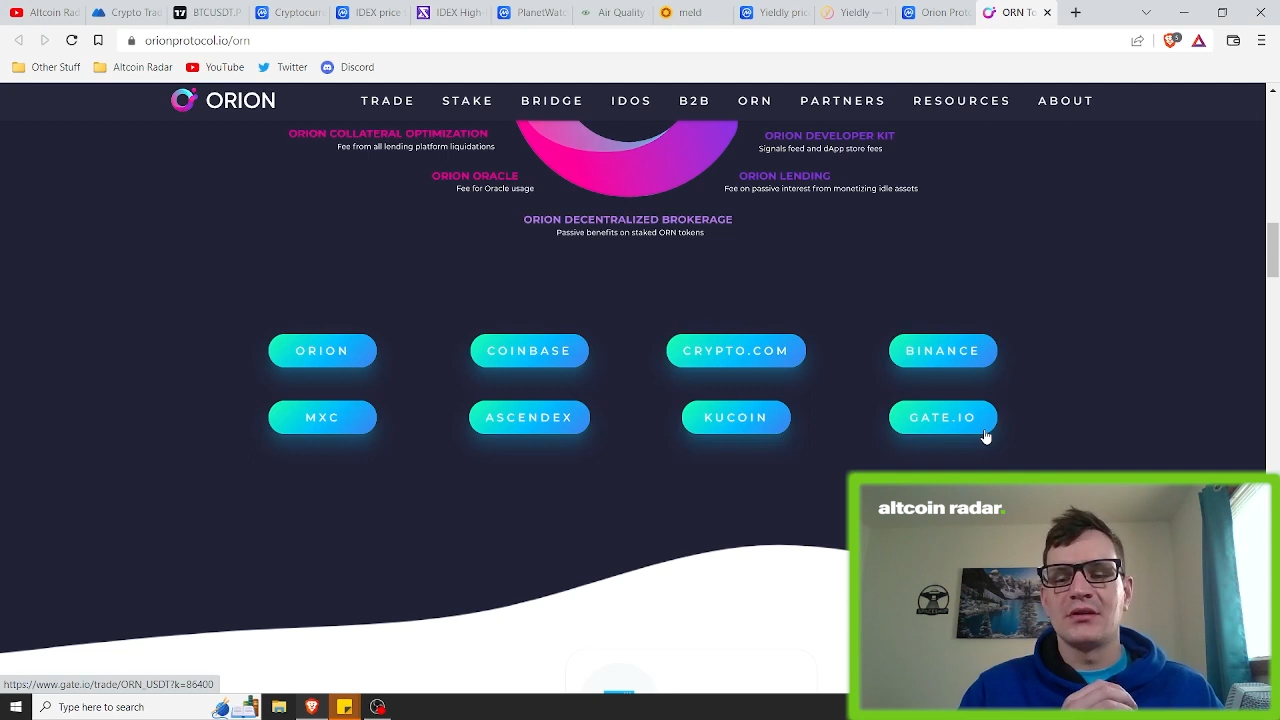 Altcoin Rad
Crypto Trad
BTCUSDT.P
Cryptocurr
IDEX price
IDEX High
PlanetWatc
Air Quality
meld
Yieldly pric
Yieldly — T
Orion Proto
ORN To
orionprotocol.io/orn
5
Other Stuff
Altcoin Radar
YouTube
Twitter
Discord
ORION
TRADE
STAKE
BRIDGE
IDOS
B2B
ORN
PARTNERS
RESOURCES
ABOUT
ORION COLLATERAL OPTIMIZATION
Fee from all lending platform liquidations
ORION DEVELOPER KIT
Signals feed and dApp store fees
ORION ORACLE
Fee for Oracle usage
ORION LENDING
Fee on passive interest from monetizing idle assets
ORION DECENTRALIZED BROKERAGE
Passive benefits on staked ORN tokens
ORION
COINBASE
CRYPTO.COM
BINANCE
MXC
ASCENDEX
KUCOIN
GATE.IO
altcoin radar.
https://www.gate.io/trade/ORN_USDT?k=86400
Type here to search